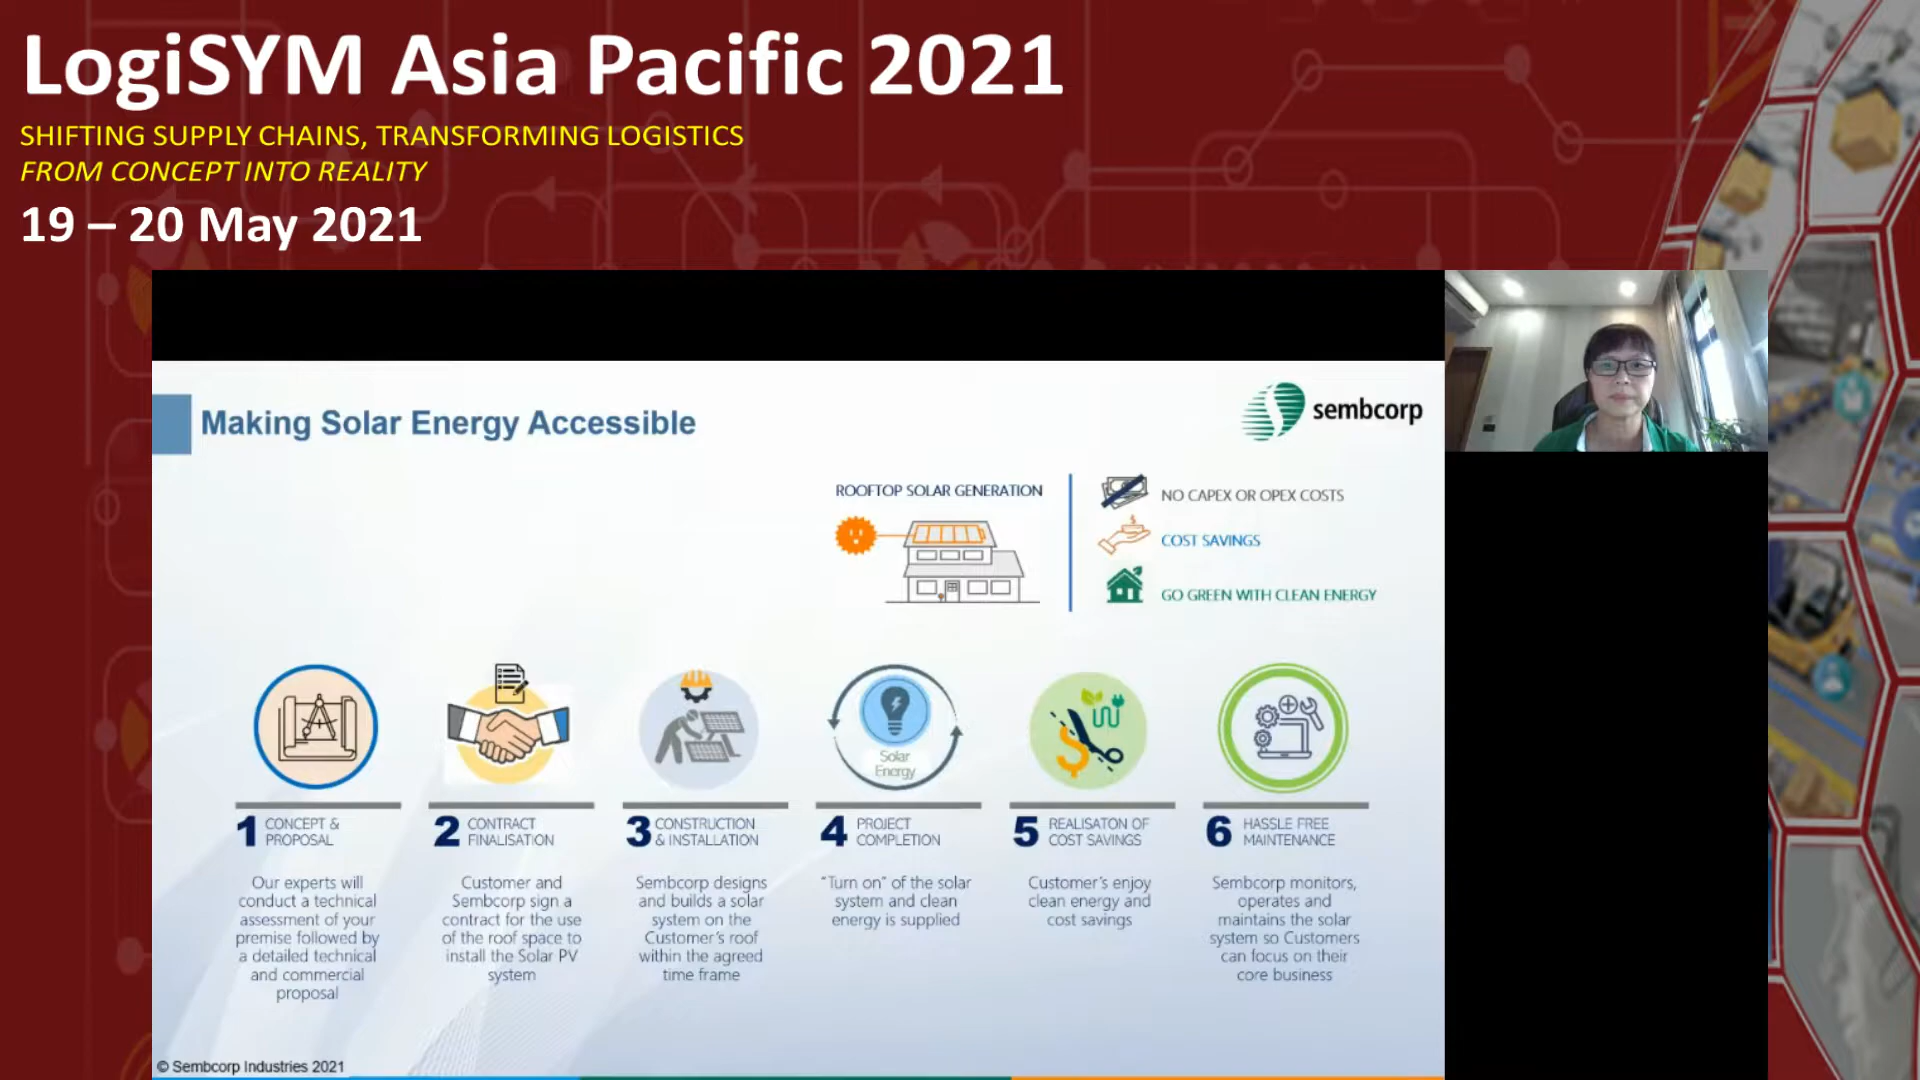 LogiSYM Asia Pacific 2021
SHIFTING SUPPLY CHAINS, TRANSFORMING LOGISTICS
FROM CONCEPT INTO REALITY
19 – 20 May 2021
Making Solar Energy Accessible
sembcorp
ROOFTOP SOLAR GENERATION
NO CAPEX OR OPEX COSTS
COST SAVINGS
GO GREEN WITH CLEAN ENERGY
Solar
Energy
1 CONCEPT &
PROPOSAL
Our experts will
conduct a technical
assessment of your
premise followed by
a detailed technical
and commercial
proposal
2 CONTRACT
FINALISATION
Customer and
Sembcorp sign a
contract for the use
of the roof space to
install the Solar PV
system
3 CONSTRUCTION
& INSTALLATION
Sembcorp designs
and builds a solar
system on the
Customer's roof
within the agreed
time frame
4 PROJECT
COMPLETION
“Turn on” of the solar
system and clean
energy is supplied
5 REALISATON OF
COST SAVINGS
Customer's enjoy
clean energy and
cost savings
6 HASSLE FREE
MAINTENANCE
Sembcorp monitors,
operates and
maintains the solar
system so Customers
can focus on their
core business
© Sembcorp Industries 2021